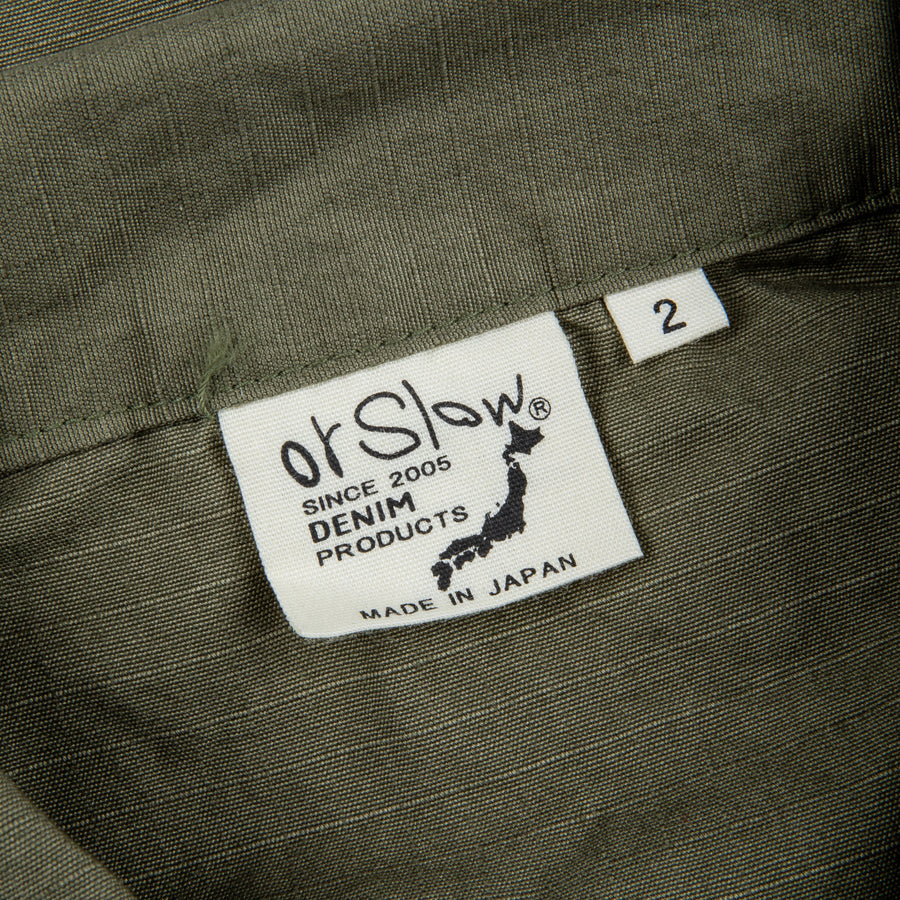 orSlow®
SINCE 2005
DENIM
PRODUCTS
MADE IN JAPAN
2